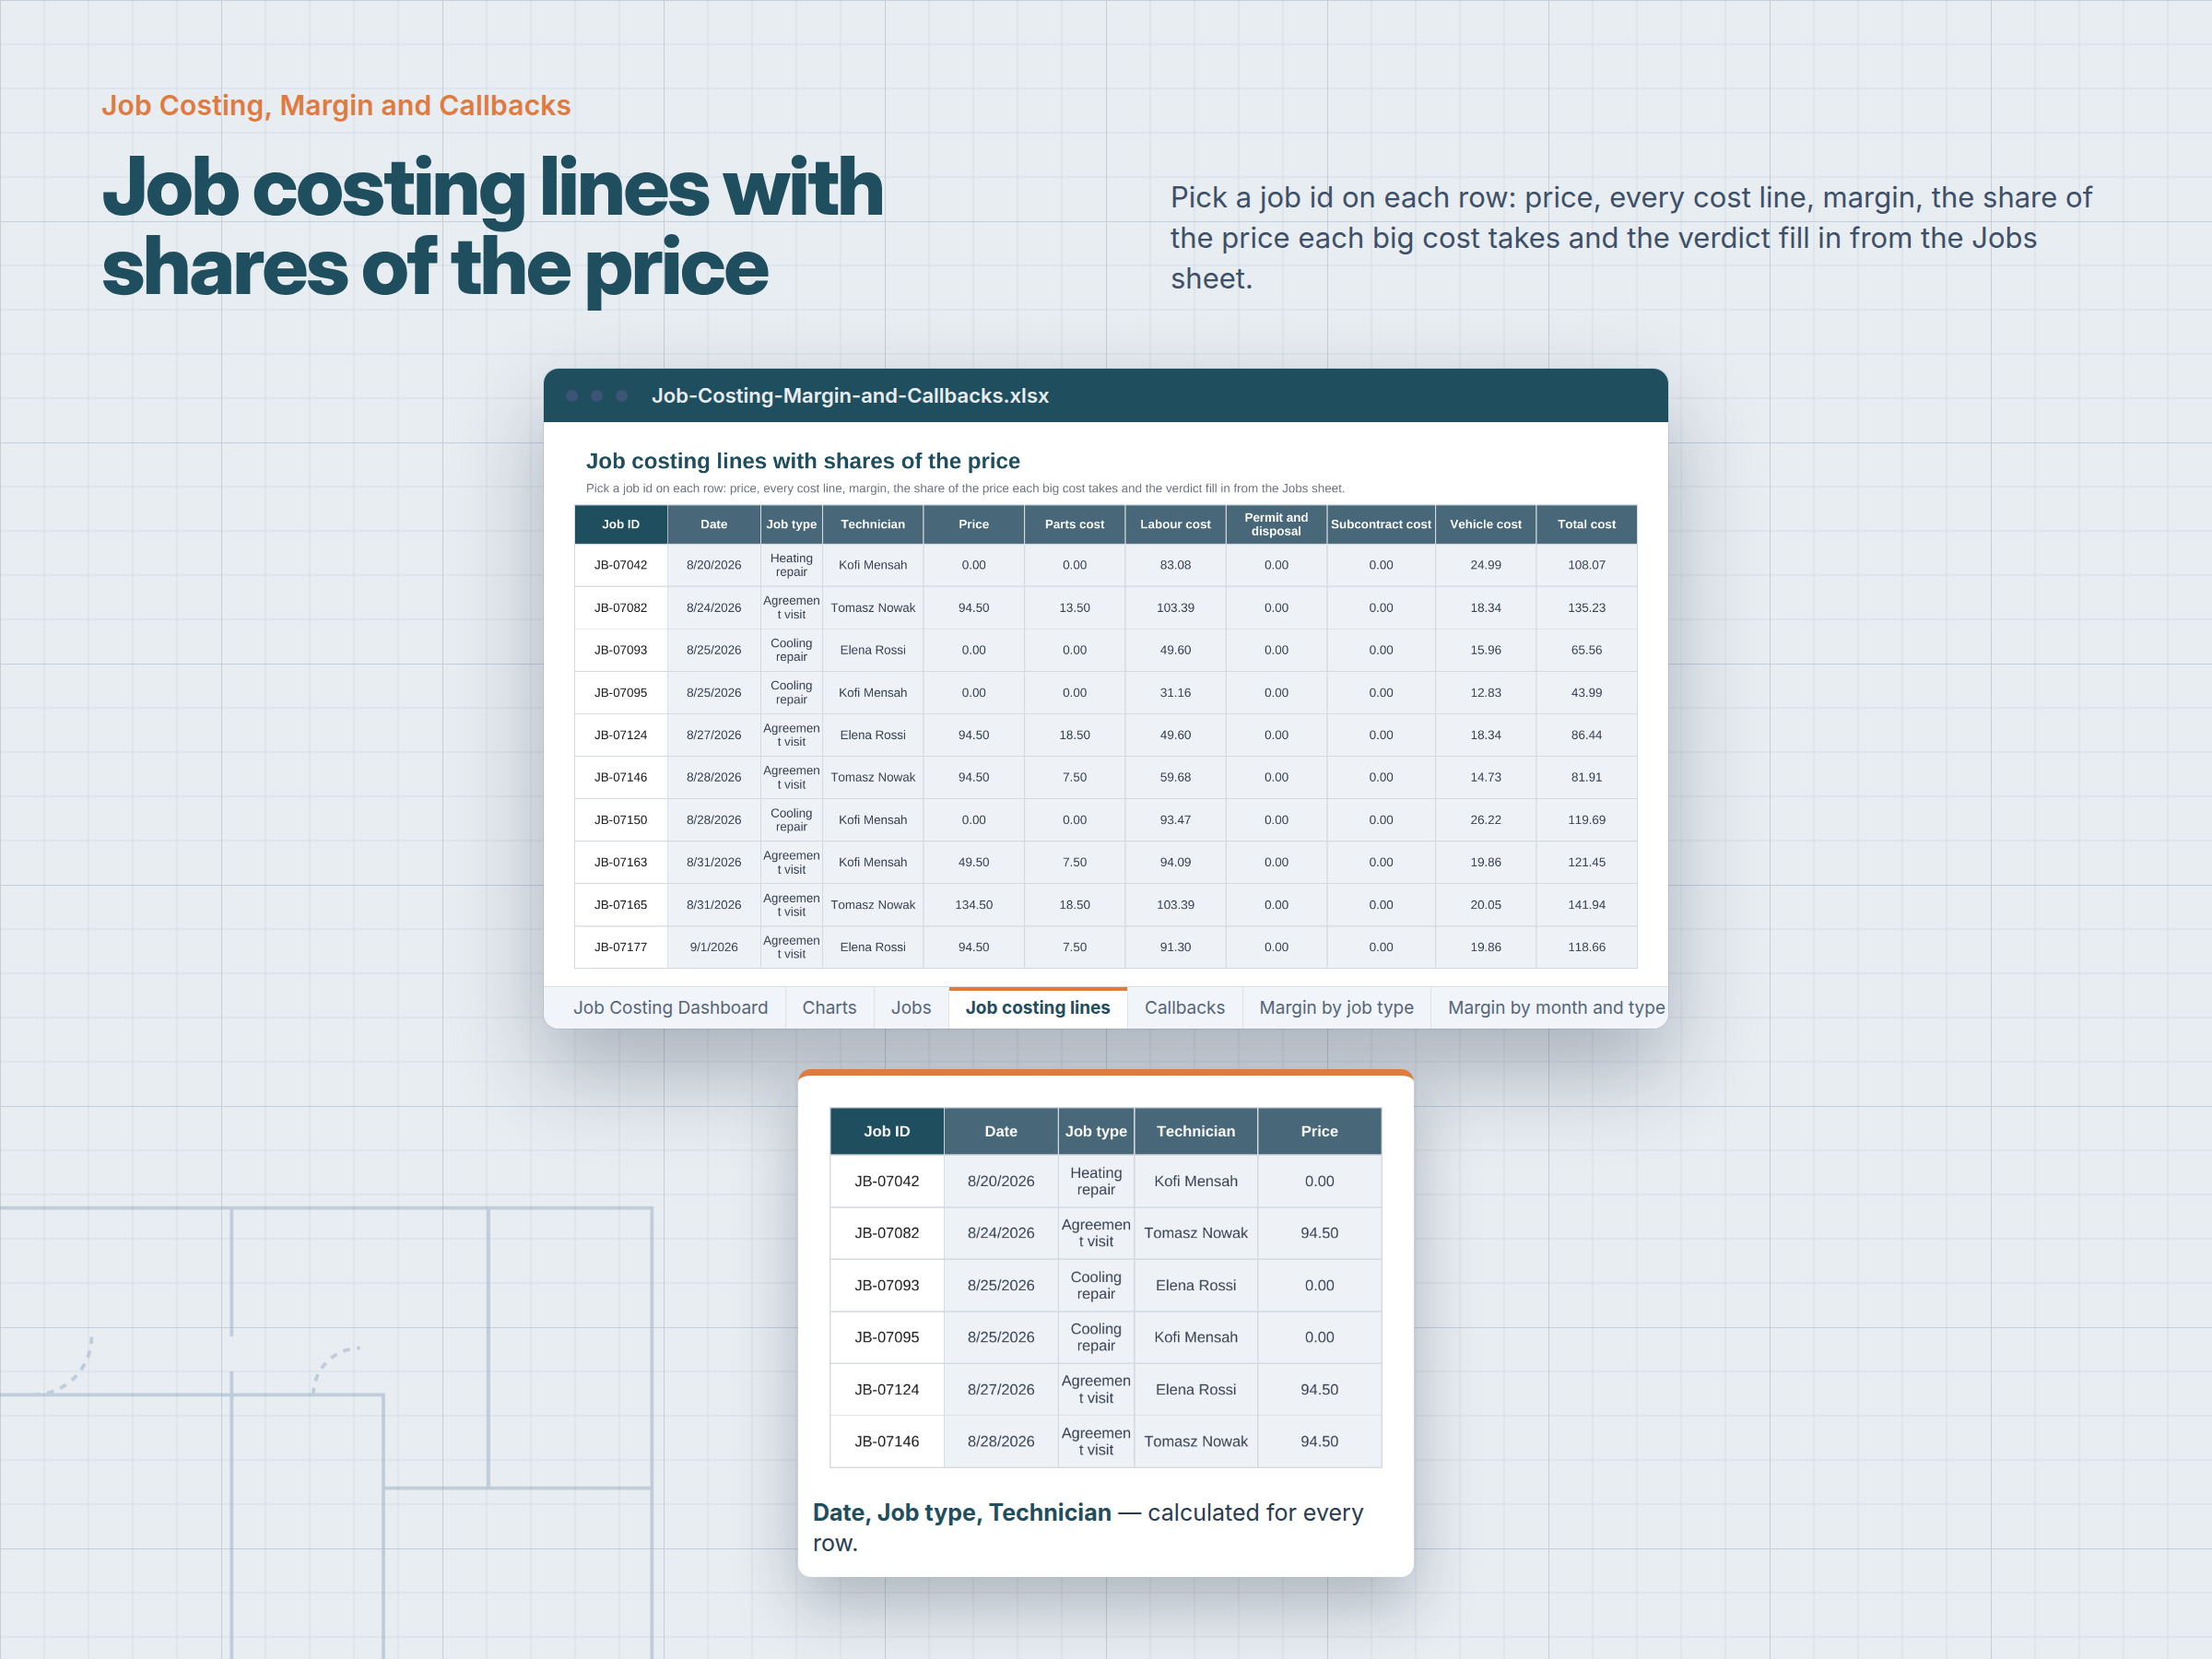 Job Costing, Margin and Callbacks
Job costing lines with
shares of the price
Pick a job id on each row: price, every cost line, margin, the share of
the price each big cost takes and the verdict fill in from the Jobs
sheet.
Job-Costing-Margin-and-Callbacks.xlsx
Job costing lines with shares of the price
Pick a job id on each row: price, every cost line, margin, the share of the price each big cost takes and the verdict fill in from the Jobs sheet.
Job ID Date Job type Technician Price Parts cost Labour cost Permit and disposal Subcontract cost Vehicle cost Total cost
JB-07042 8/20/2026 Heating repair Kofi Mensah 0.00 0.00 83.08 0.00 0.00 24.99 108.07
JB-07082 8/24/2026 Agreemen t visit Tomasz Nowak 94.50 13.50 103.39 0.00 0.00 18.34 135.23
JB-07093 8/25/2026 Cooling repair Elena Rossi 0.00 0.00 49.60 0.00 0.00 15.96 65.56
JB-07095 8/25/2026 Cooling repair Kofi Mensah 0.00 0.00 31.16 0.00 0.00 12.83 43.99
JB-07124 8/27/2026 Agreemen t visit Elena Rossi 94.50 18.50 49.60 0.00 0.00 18.34 86.44
JB-07146 8/28/2026 Agreemen t visit Tomasz Nowak 94.50 7.50 59.68 0.00 0.00 14.73 81.91
JB-07150 8/28/2026 Cooling repair Kofi Mensah 0.00 0.00 93.47 0.00 0.00 26.22 119.69
JB-07163 8/31/2026 Agreemen t visit Kofi Mensah 49.50 7.50 94.09 0.00 0.00 19.86 121.45
JB-07165 8/31/2026 Agreemen t visit Tomasz Nowak 134.50 18.50 103.39 0.00 0.00 20.05 141.94
JB-07177 9/1/2026 Agreemen t visit Elena Rossi 94.50 7.50 91.30 0.00 0.00 19.86 118.66
Job Costing Dashboard Charts Jobs Job costing lines Callbacks Margin by job type Margin by month and type
Job ID Date Job type Technician Price
JB-07042 8/20/2026 Heating repair Kofi Mensah 0.00
JB-07082 8/24/2026 Agreemen t visit Tomasz Nowak 94.50
JB-07093 8/25/2026 Cooling repair Elena Rossi 0.00
JB-07095 8/25/2026 Cooling repair Kofi Mensah 0.00
JB-07124 8/27/2026 Agreemen t visit Elena Rossi 94.50
JB-07146 8/28/2026 Agreemen t visit Tomasz Nowak 94.50
Date, Job type, Technician — calculated for every
row.